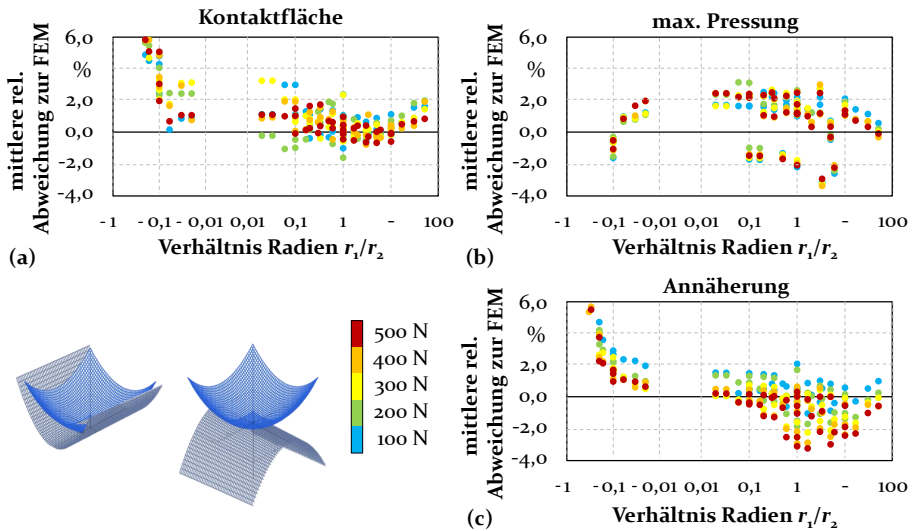 Kontaktfläche
mittlere rel.
Abweichung zur FEM
6,0
%
2,0
0,0
-2,0
-4,0
-1
-0,1
-0,01
0,01
0,1
1
-
100
Verhältnis Radien r₁/r₂
(a)
max. Pressung
mittlere rel.
Abweichung zur FEM
6,0
%
2,0
0,0
-2,0
-4,0
-1
-0,1
-0,01
0,01
0,1
1
-
100
Verhältnis Radien r₁/r₂
(b)
500 N
400 N
300 N
200 N
100 N
Annäherung
mittlere rel.
Abweichung zur FEM
6,0
%
2,0
0,0
-2,0
-4,0
-1
-0,1
-0,01
0,01
0,1
1
-
100
Verhältnis Radien r₁/r₂
(c)